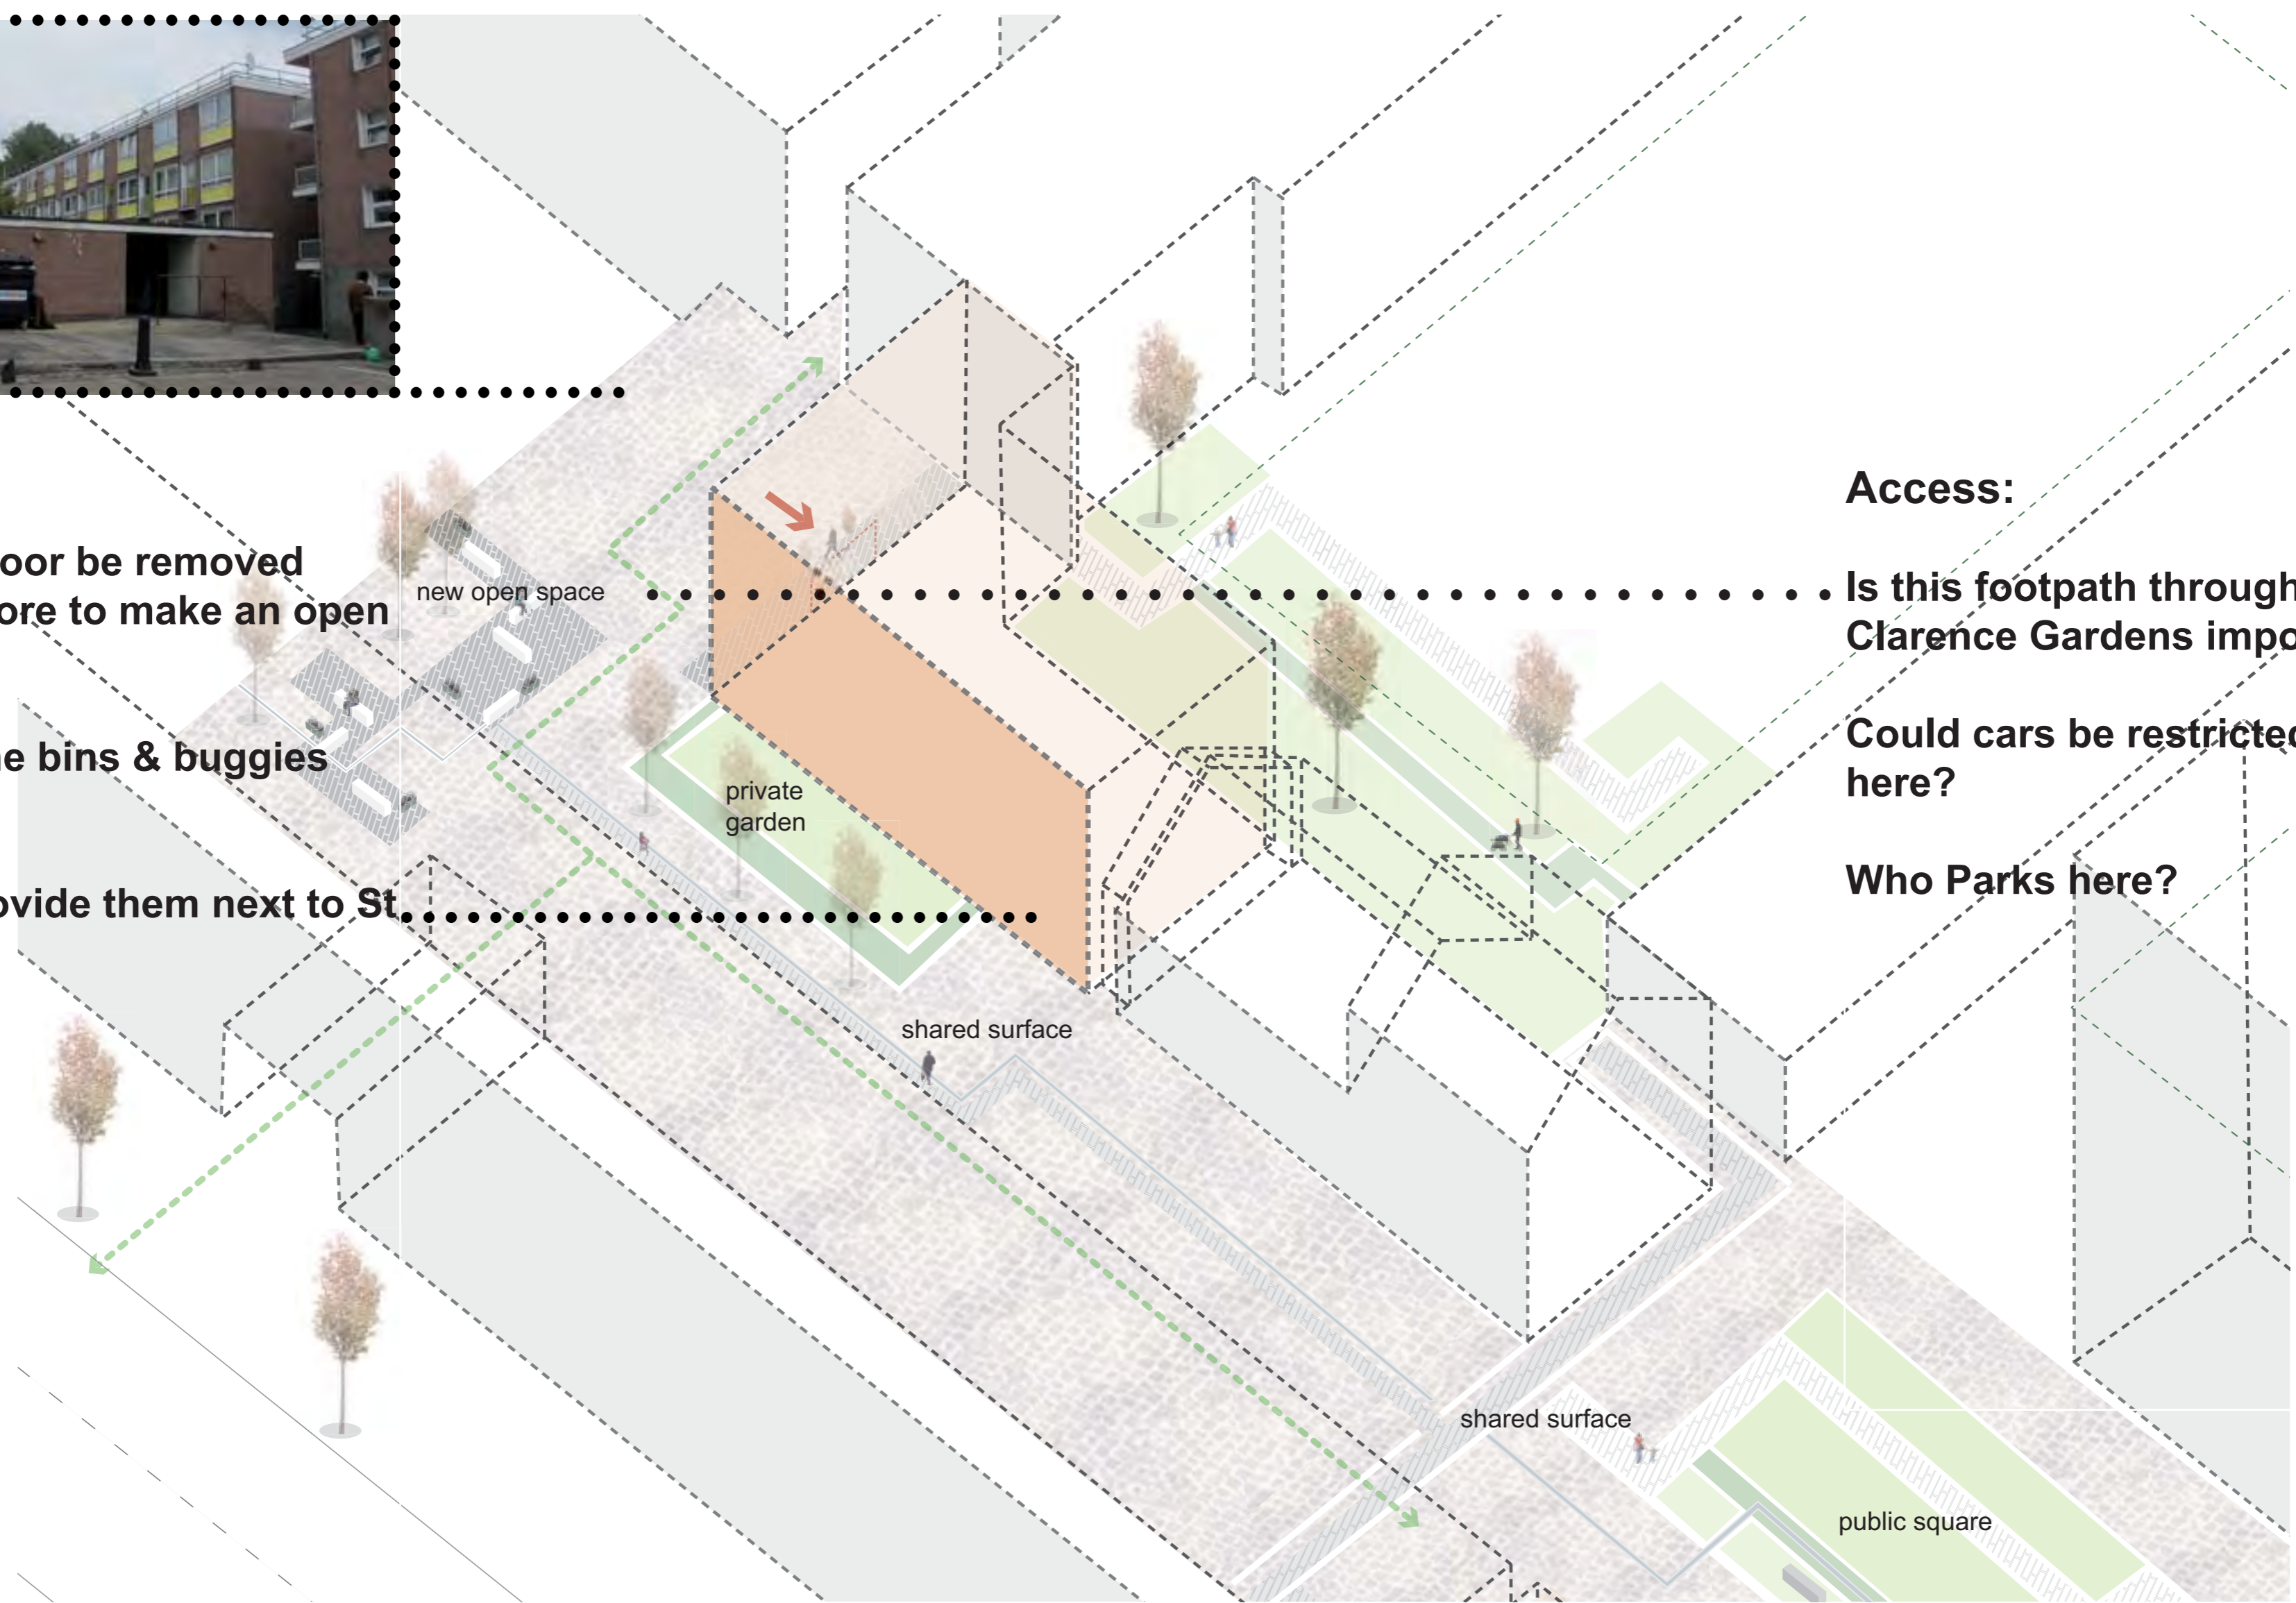 oor be removed
ore to make an open
e bins & buggies
ovide them next to St
new open space
private
garden
shared surface
shared surface
public square
Access:
Is this footpath through
Clarence Gardens impo
Could cars be restricted
here?
Who Parks here?